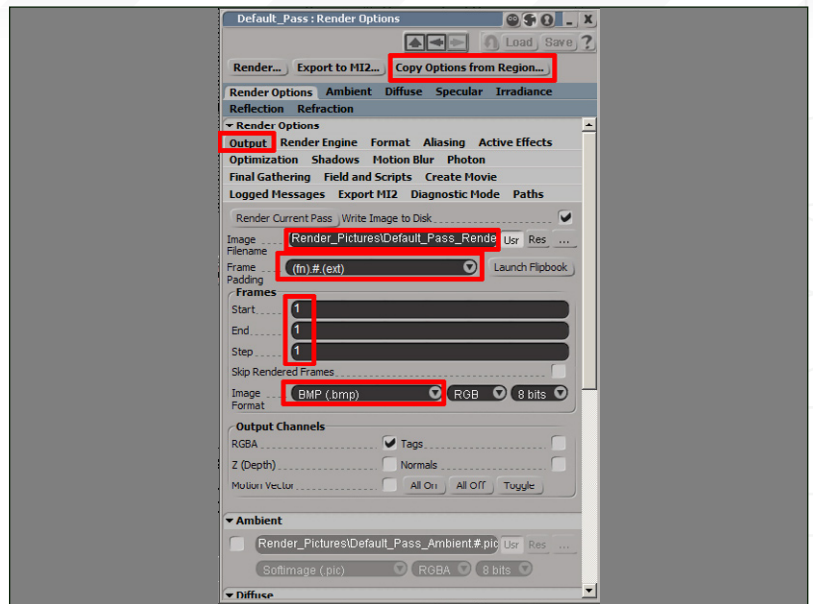 Default_Pass : Render Options
Load Save ?
Render... Export to MI2... Copy Options from Region...
Render Options Ambient Diffuse Specular Irradiance
Reflection Refraction
Render Options
Output Render Engine Format Aliasing Active Effects
Optimization Shadows Motion Blur Photon
Final Gathering Field and Scripts Create Movie
Logged Messages Export MI2 Diagnostic Mode Paths
Render Current Pass Write Image to Disk
Image Filename [Render_Pictures\Default_Pass_Rende Usr Res ...
Frame Padding (fn).#.(ext) Launch Flipbook
Frames
Start 1
End 1
Step 1
Skip Rendered Frames
Image Format BMP (.bmp) RGB 8 bits
Output Channels
RGBA Tags
Z (Depth) Normals
Motion Vector All On All Off Toggle
Ambient
Render_Pictures\Default_Pass_Ambient.#.pic Usr Res ...
Softimage (.pic) RGBA 8 bits
Diffuse